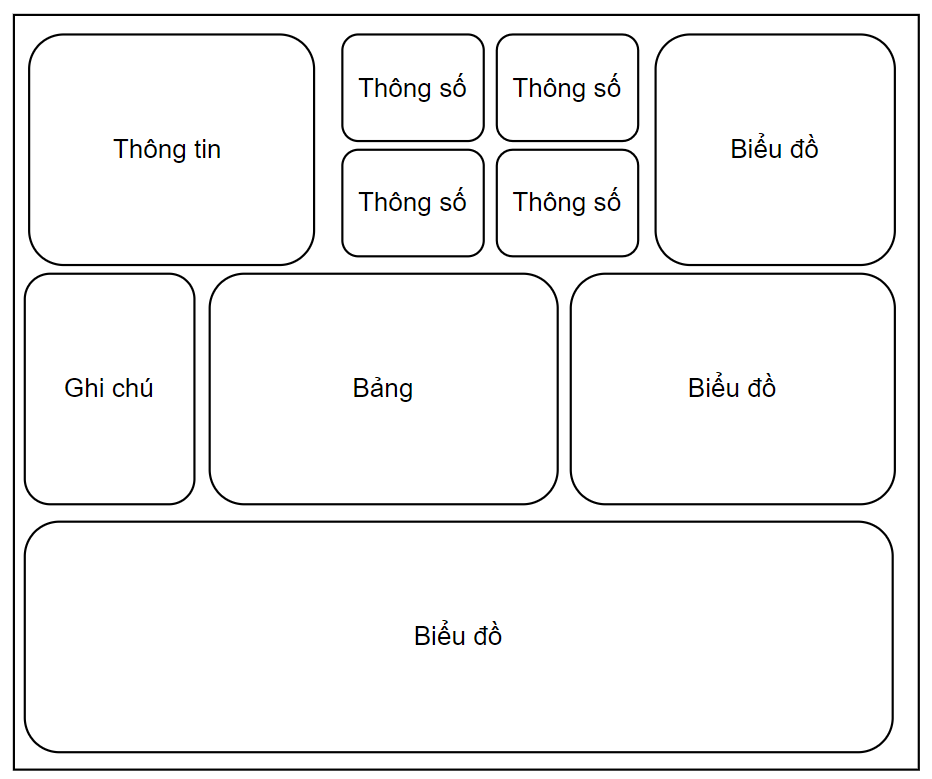 Thông tin
Thông số
Thông số
Thông số
Thông số
Biểu đồ
Ghi chú
Bảng
Biểu đồ
Biểu đồ